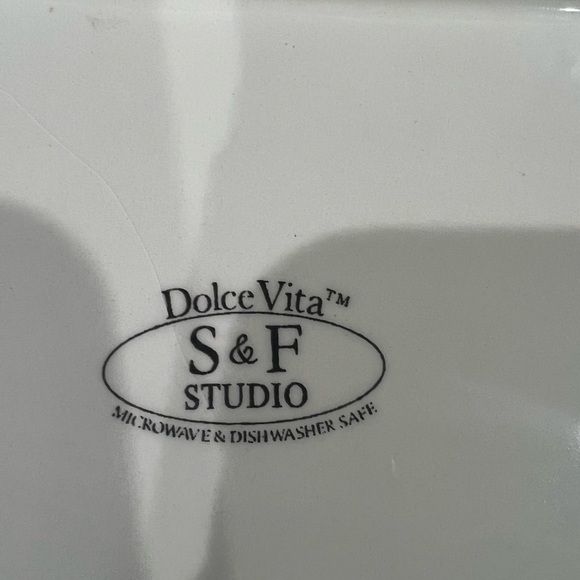 Dolce Vita™
S & F
STUDIO
MICROWAVE & DISHWASHER SAFE